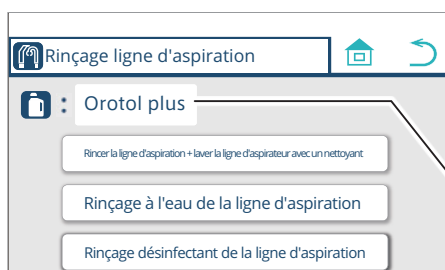 Rinçage ligne d'aspiration
: Orotol plus
Rincer la ligne d'aspiration + laver la ligne d'aspirateur avec un nettoyant
Rinçage à l'eau de la ligne d'aspiration
Rinçage désinfectant de la ligne d'aspiration